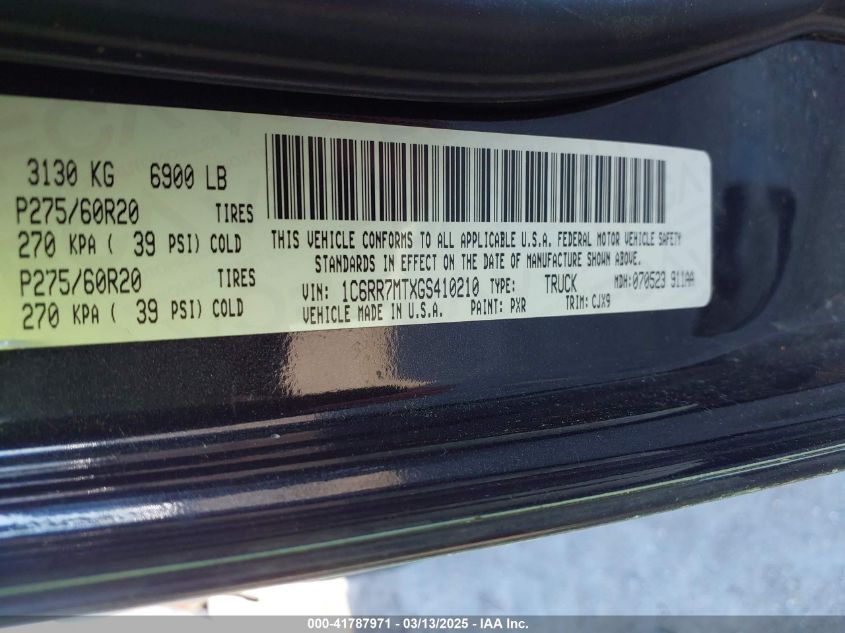 3130 KG 6900 LB
P275/60R20 TIRES
270 KPA ( 39 PSI) COLD
P275/60R20 TIRES
270 KPA ( 39 PSI) COLD
THIS VEHICLE CONFORMS TO ALL APPLICABLE U.S.A. FEDERAL MOTOR VEHICLE SAFETY
STANDARDS IN EFFECT ON THE DATE OF MANUFACTURE SHOWN ABOVE.
VIN: 1C6RR7MTXGS410210 TYPE: TRUCK MDH:070523 911AA
VEHICLE MADE IN U.S.A. PAINT: PXR TRIM: CJX9
000-41787971 - 03/13/2025 - IAA Inc.